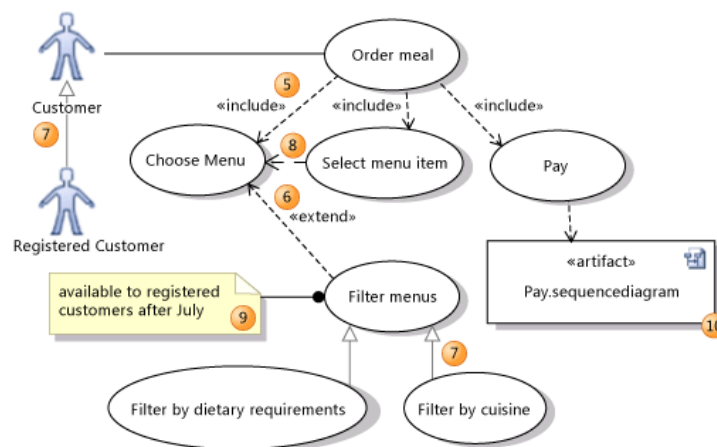 Order meal
5
Customer
«include»
«include»
«include»
7
8
Choose Menu
Select menu item
Pay
6
«extend»
Registered Customer
«artifact»
Pay.sequencediagram
available to registered
customers after July
9
Filter menus
10
7
Filter by dietary requirements
Filter by cuisine